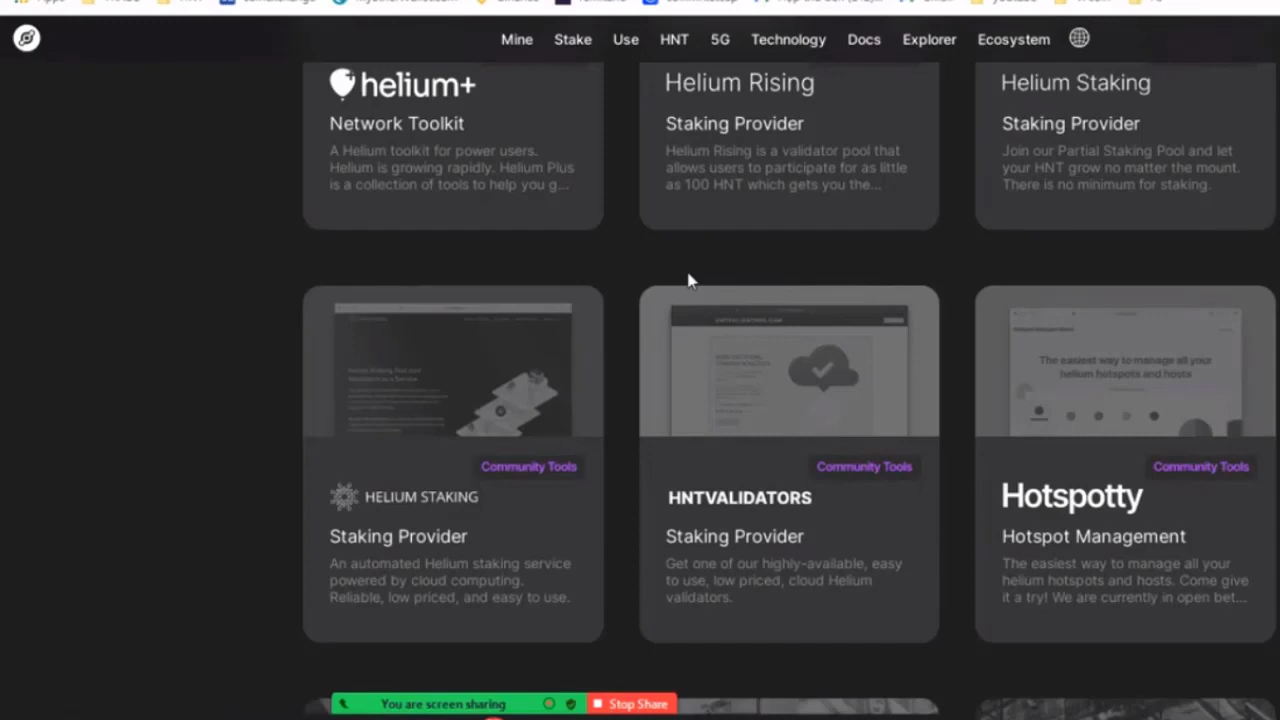 Mine Stake Use HNT 5G Technology Docs Explorer Ecosystem
helium+
Network Toolkit
A Helium toolkit for power users.
Helium is growing rapidly. Helium Plus
is a collection of tools to help you g...
Helium Rising
Staking Provider
Helium Rising is a validator pool that
allows users to participate for as little
as 100 HNT which gets you the...
Helium Staking
Staking Provider
Join our Partial Staking Pool and let
your HNT grow no matter the mount.
There is no minimum for staking.
Community Tools
HELIUM STAKING
Staking Provider
An automated Helium staking service
powered by cloud computing.
Reliable, low priced, and easy to use.
Community Tools
HNTVALIDATORS
Staking Provider
Get one of our highly-available, easy
to use, low priced, cloud Helium
validators.
The easiest way to manage all your
helium hotspots and hosts
Community Tools
Hotspotty
Hotspot Management
The easiest way to manage all your
helium hotspots and hosts. Come give
it a try! We are currently in open bet...
You are screen sharing Stop Share